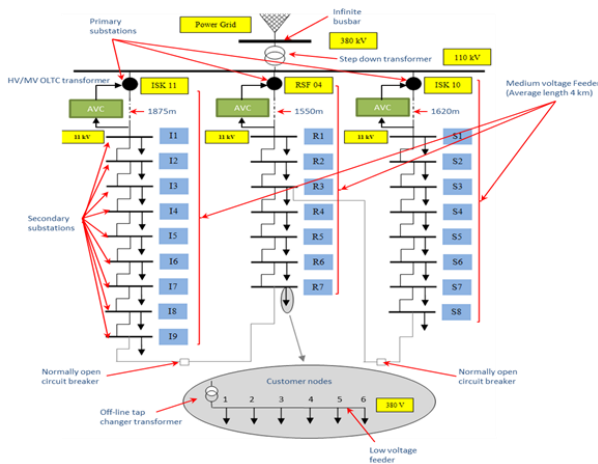 Power Grid
Infinite
busbar
Primary
substations
380 kV
Step down transformer
110 kV
HV/MV OLTC transformer
ISK 11
RSF 04
ISK 10
Medium voltage Feeder
(Average length 4 km)
AVC
1875m
AVC
1550m
AVC
1620m
11 kV
11 kV
11 kV
I1
R1
S1
I2
R2
S2
I3
R3
S3
I4
R4
S4
I5
R5
S5
I6
R6
S6
I7
R7
S7
I8
S8
I9
Secondary
substations
Normally open
circuit breaker
Normally open
circuit breaker
Customer nodes
Off-line tap
changer transformer
1 2 3 4 5 6
380 V
Low voltage
feeder